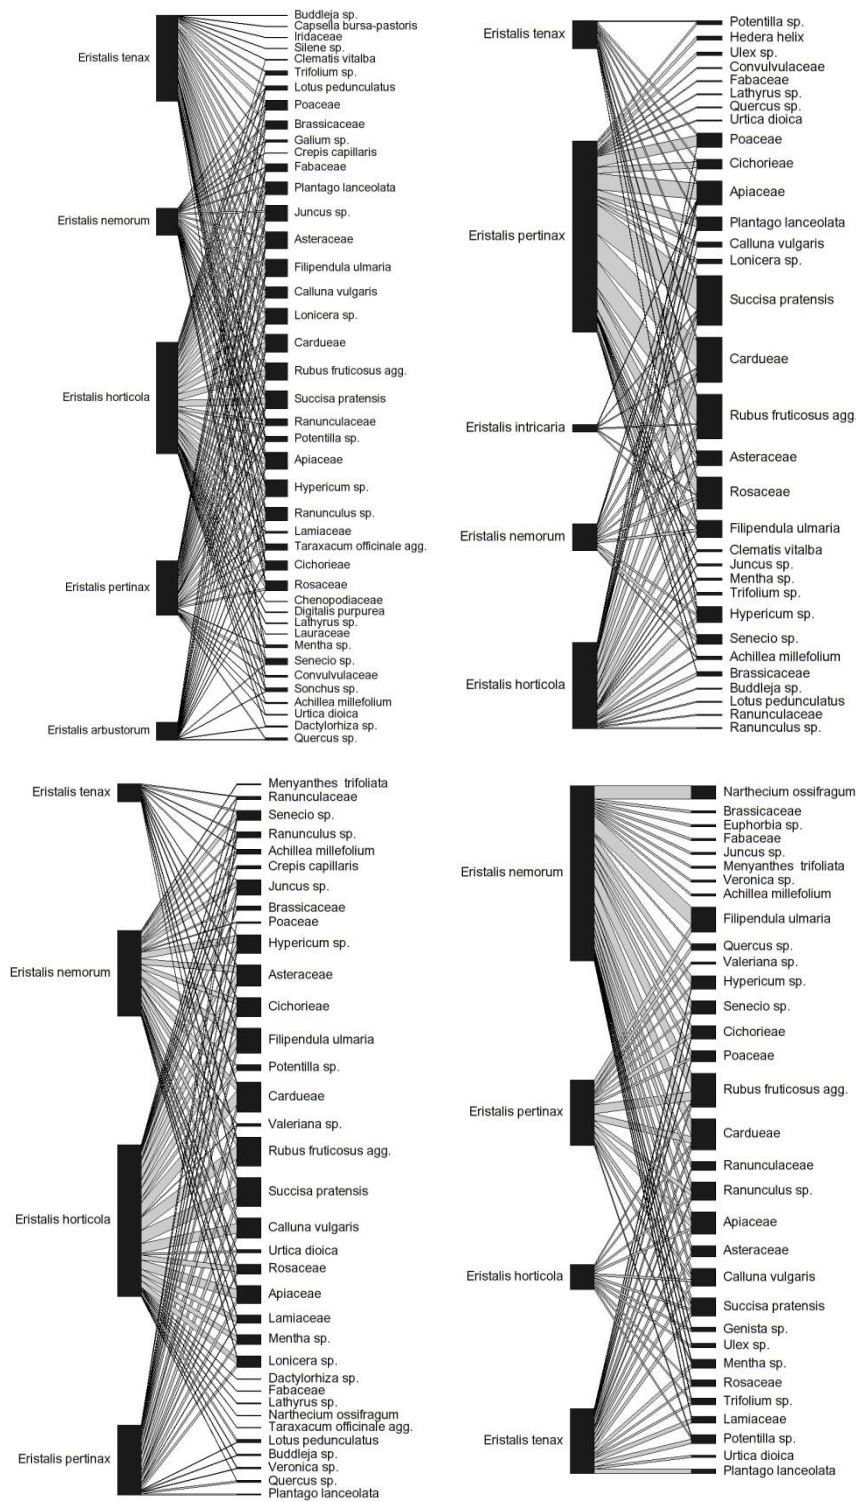 Eristalis tenax
Eristalis nemorum
Eristalis horticola
Eristalis pertinax
Eristalis arbustorum
Buddleja sp.
Capsella bursa-pastoris
Iridaceae
Silene sp.
Clematis vitalba
Trifolium sp.
Lotus pedunculatus
Poaceae
Brassicaceae
Galium sp.
Crepis capillaris
Fabaceae
Plantago lanceolata
Juncus sp.
Asteraceae
Filipendula ulmaria
Calluna vulgaris
Lonicera sp.
Cardueae
Rubus fruticosus agg.
Succisa pratensis
Ranunculaceae
Potentilla sp.
Apiaceae
Hypericum sp.
Ranunculus sp.
Lamiaceae
Taraxacum officinale agg.
Cichorieae
Rosaceae
Chenopodiaceae
Digitalis purpurea
Lathyrus sp.
Lauraceae
Mentha sp.
Senecio sp.
Convulvulaceae
Sonchus sp.
Achillea millefolium
Urtica dioica
Dactylorhiza sp.
Quercus sp.
Eristalis tenax
Eristalis pertinax
Eristalis intricaria
Eristalis nemorum
Eristalis horticola
Potentilla sp.
Hedera helix
Ulex sp.
Convulvulaceae
Fabaceae
Lathyrus sp.
Quercus sp.
Urtica dioica
Poaceae
Cichorieae
Apiaceae
Plantago lanceolata
Calluna vulgaris
Lonicera sp.
Succisa pratensis
Cardueae
Rubus fruticosus agg.
Asteraceae
Rosaceae
Filipendula ulmaria
Clematis vitalba
Juncus sp.
Mentha sp.
Trifolium sp.
Hypericum sp.
Senecio sp.
Achillea millefolium
Brassicaceae
Buddleja sp.
Lotus pedunculatus
Ranunculaceae
Ranunculus sp.
Eristalis tenax
Eristalis nemorum
Eristalis horticola
Eristalis pertinax
Menyanthes trifoliata
Ranunculaceae
Senecio sp.
Ranunculus sp.
Achillea millefolium
Crepis capillaris
Juncus sp.
Brassicaceae
Poaceae
Hypericum sp.
Asteraceae
Cichorieae
Filipendula ulmaria
Potentilla sp.
Cardueae
Valeriana sp.
Rubus fruticosus agg.
Succisa pratensis
Calluna vulgaris
Urtica dioica
Rosaceae
Apiaceae
Lamiaceae
Mentha sp.
Lonicera sp.
Dactylorhiza sp.
Fabaceae
Lathyrus sp.
Narthecium ossifragum
Taraxacum officinale agg.
Lotus pedunculatus
Buddleja sp.
Veronica sp.
Quercus sp.
Plantago lanceolata
Eristalis nemorum
Eristalis pertinax
Eristalis horticola
Eristalis tenax
Narthecium ossifragum
Brassicaceae
Euphorbia sp.
Fabaceae
Juncus sp.
Menyanthes trifoliata
Veronica sp.
Achillea millefolium
Filipendula ulmaria
Quercus sp.
Valeriana sp.
Hypericum sp.
Senecio sp.
Cichorieae
Poaceae
Rubus fruticosus agg.
Cardueae
Ranunculaceae
Ranunculus sp.
Apiaceae
Asteraceae
Calluna vulgaris
Succisa pratensis
Genista sp.
Ulex sp.
Mentha sp.
Rosaceae
Trifolium sp.
Lamiaceae
Potentilla sp.
Urtica dioica
Plantago lanceolata